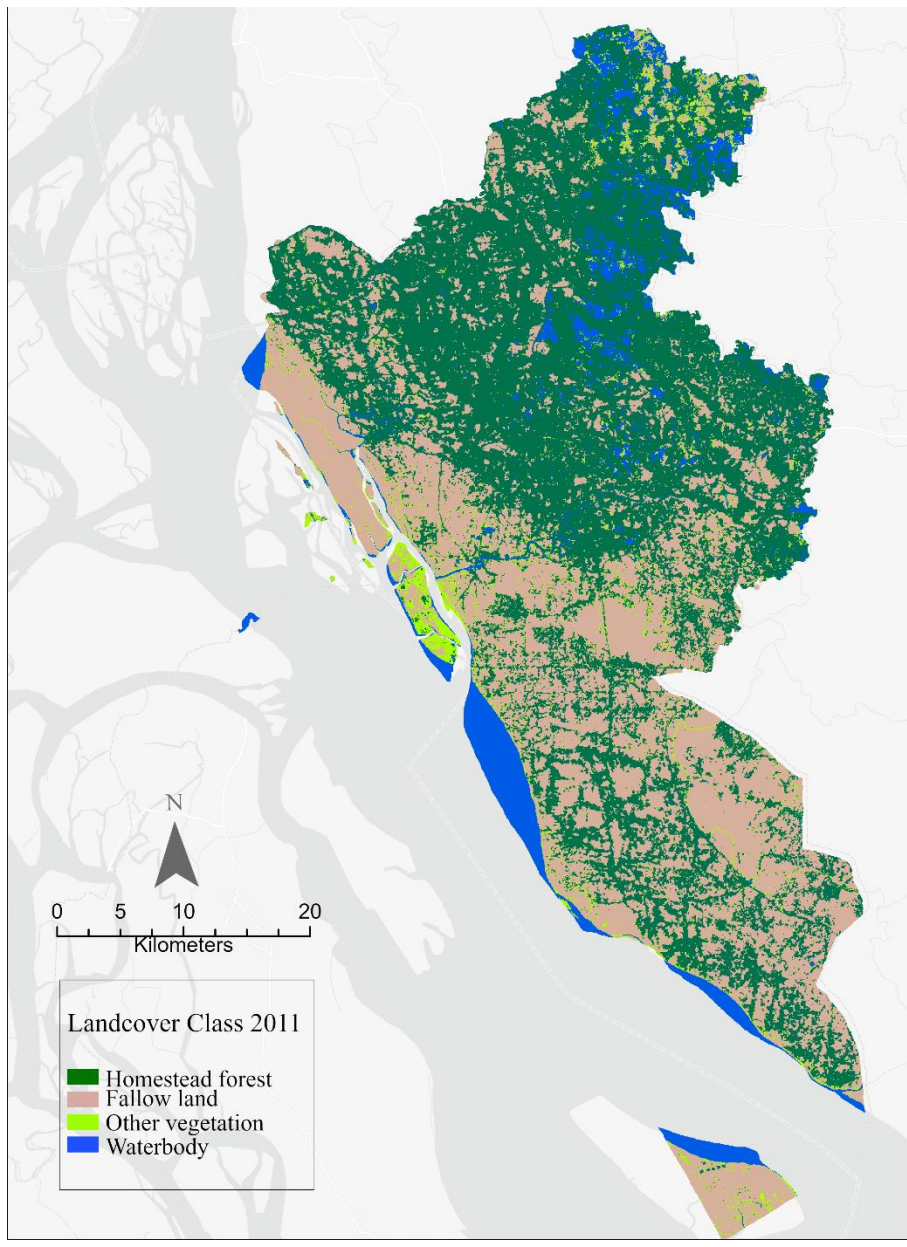 N
0 5 10 20
Kilometers
Landcover Class 2011
Homestead forest
Fallow land
Other vegetation
Waterbody